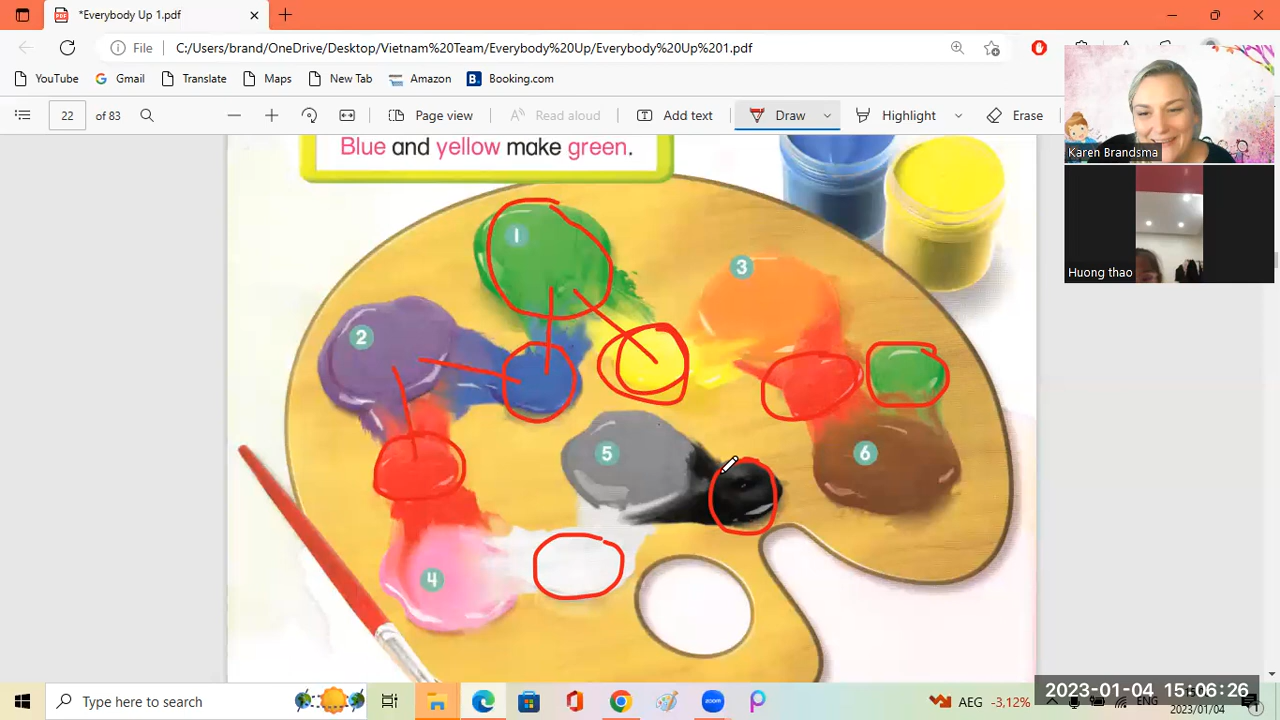 *Everybody Up 1.pdf
File
C:/Users/brand/OneDrive/Desktop/Vietnam%20Team/Everybody%20Up/Everybody%20Up%201.pdf
YouTube
Gmail
Translate
Maps
New Tab
Amazon
B.
Booking.com
22 of 83
Page view
Read aloud
Add text
Draw
Highlight
Erase
Karen Brandsma
Huong thao
Blue and yellow make green.
1
2
3
4
5
6
Type here to search
zoom
AEG -3,12%
ENG
2023-01-04 15:06:26
2023/01/04